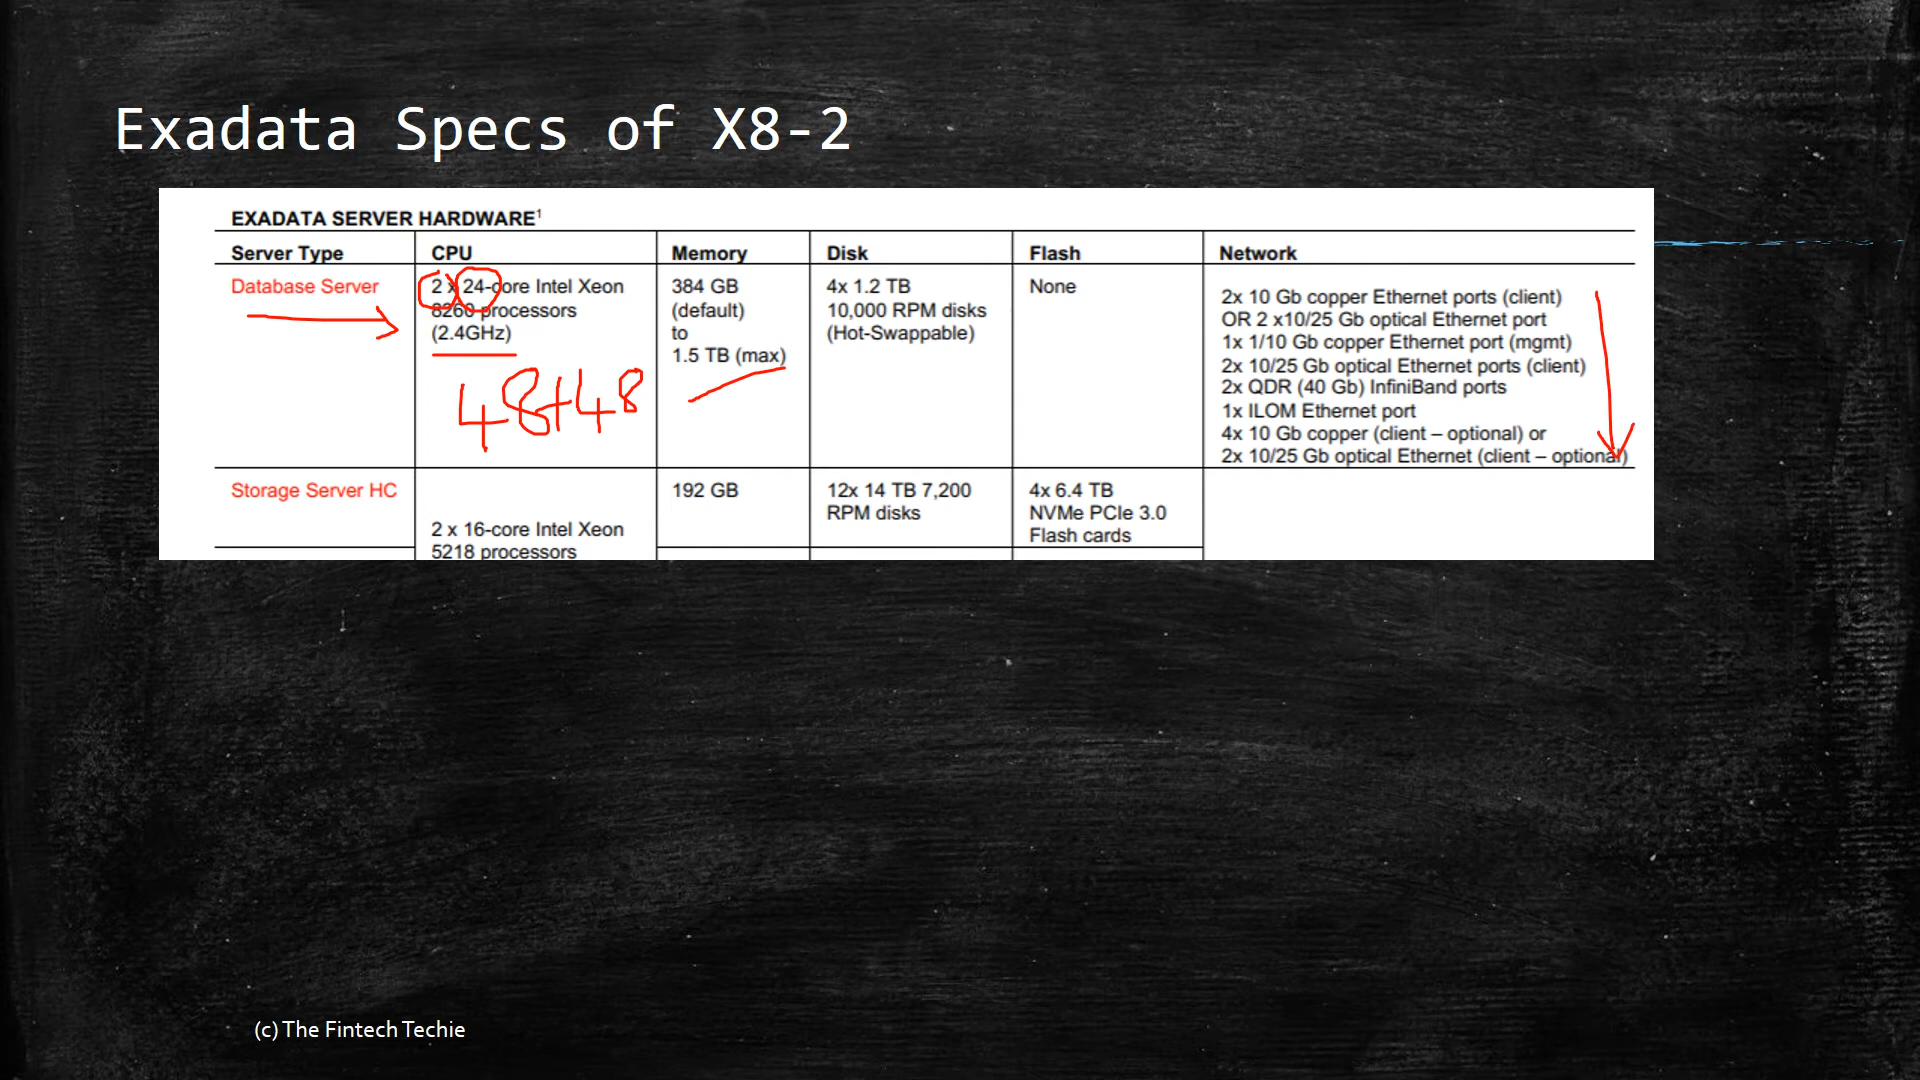 Exadata Specs of X8-2
EXADATA SERVER HARDWARE¹
Server Type CPU Memory Disk Flash Network
Database Server
2 x 24-core Intel Xeon
8260 processors
(2.4GHz)
48+48
384 GB
(default)
to
1.5 TB (max)
4x 1.2 TB
10,000 RPM disks
(Hot-Swappable)
None
2x 10 Gb copper Ethernet ports (client)
OR 2 x10/25 Gb optical Ethernet port
1x 1/10 Gb copper Ethernet port (mgmt)
2x 10/25 Gb optical Ethernet ports (client)
2x QDR (40 Gb) InfiniBand ports
1x ILOM Ethernet port
4x 10 Gb copper (client – optional) or
2x 10/25 Gb optical Ethernet (client – optional)
Storage Server HC
2 x 16-core Intel Xeon
5218 processors
192 GB
12x 14 TB 7,200
RPM disks
4x 6.4 TB
NVMe PCIe 3.0
Flash cards
(c) The Fintech Techie